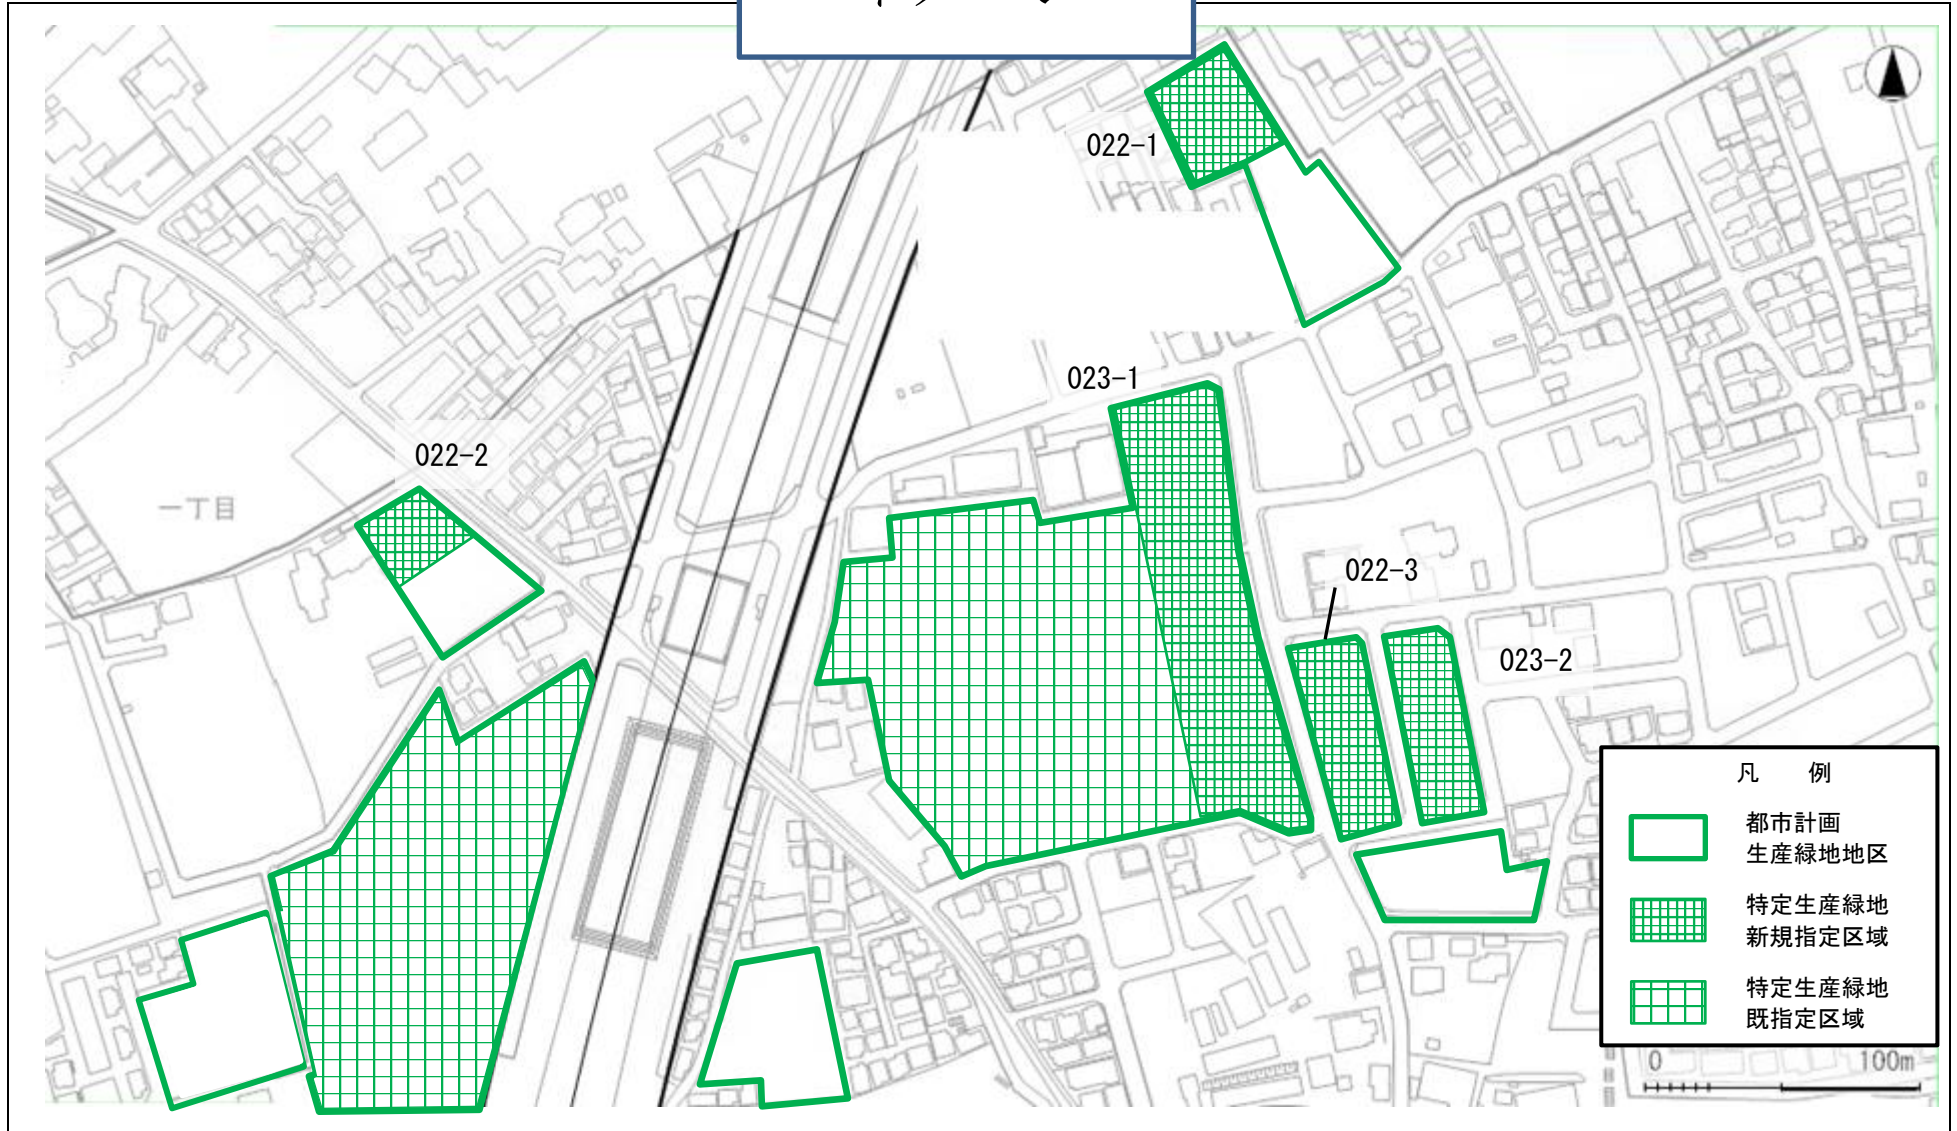 022-1
023-1
022-2
一丁目
022-3
023-2
凡 例
都市計画
生産緑地地区
特定生産緑地
新規指定区域
特定生産緑地
既指定区域
0 100m